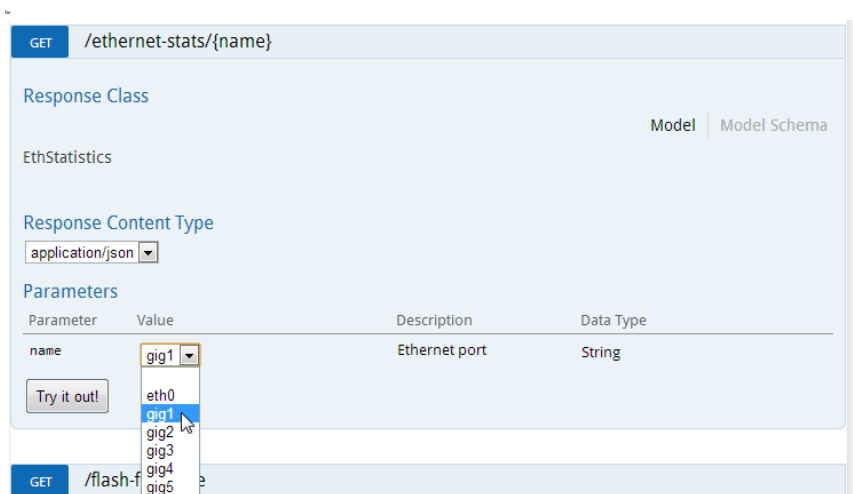 GET /ethernet-stats/{name}
Response Class
Model Model Schema
EthStatistics
Response Content Type
application/json
Parameters
Parameter Value Description Data Type
name gig1 Ethernet port String
Try it out!
eth0
gig1
gig2
gig3
gig4
gig5
GET /flash-f e